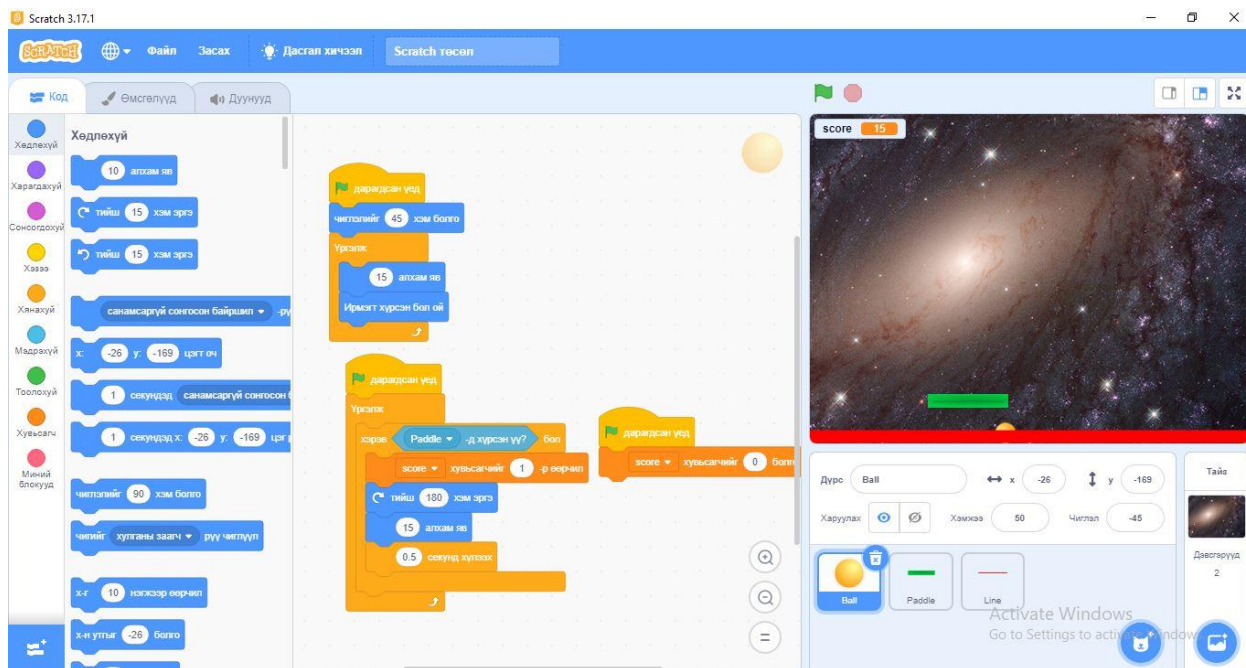 Scratch 3.17.1
SCRATCH Файл Засах Дасгал хичээл Scratch төсөл
Код Өмсгөлүүд Дуунууд
Хөдлөхүй
Харагдахуй
Сонсогдохуй
Хэзээ
Хянахуй
Мэдрэхүй
Тоолохуй
Хувьсагч
Миний блокууд
Хөдлөхүй
10 алхам яв
тийш 15 хэм эргэ
тийш 15 хэм эргэ
санамсаргүй сонгосон байршил -рү
x: -26 y: -169 цэгт оч
1 секундэд санамсаргүй сонгосон
1 секундэд x: -26 y: -169 цэг
чиглэлийг 90 хэм болго
чигийг хулганы заагч рүү чиглүүл
x-г 10 нэгжээр өөрчил
x-н утгыг -26 болго
дарагдсан үед
чиглэлийг 45 хэм болго
Үргэлж
15 алхам яв
Ирмэгт хүрсэн бол ой
дарагдсан үед
Үргэлж
хэрэв Paddle -д хүрсэн үү? бол
score хувьсагчийг 1 -р өөрчил
тийш 180 хэм эргэ
15 алхам яв
0.5 секунд хүлээх
дарагдсан үед
score хувьсагчийг 0 болго
score 15
Дүрс Ball x -26 y -169
Харуулах Хэмжээ 50 Чиглэл -45
Ball Paddle Line
Тайз
Дэвсгэрүүд
2
Activate Windows
Go to Settings to activate Windows